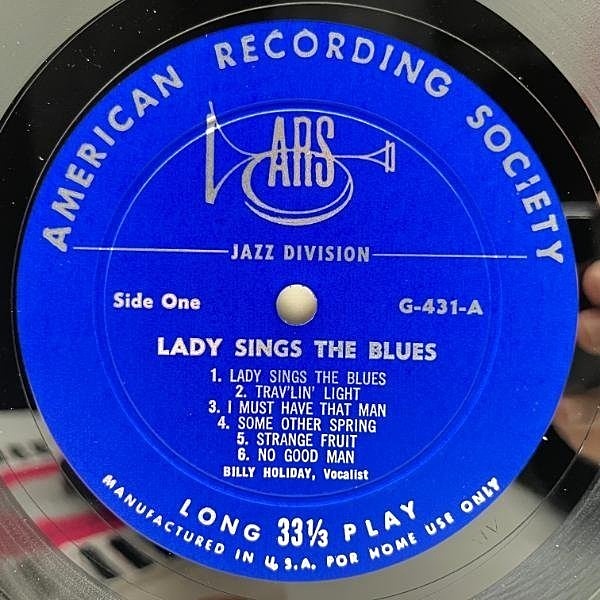 AMERICAN RECORDING SOCIETY
ARS
JAZZ DIVISION
Side One
G-431-A
LADY SINGS THE BLUES
1. LADY SINGS THE BLUES
2. TRAV'LIN' LIGHT
3. I MUST HAVE THAT MAN
4. SOME OTHER SPRING
5. STRANGE FRUIT
6. NO GOOD MAN
BILLY HOLIDAY, Vocalist
LONG 33⅓ PLAY
MANUFACTURED IN U.S.A. FOR HOME USE ONLY